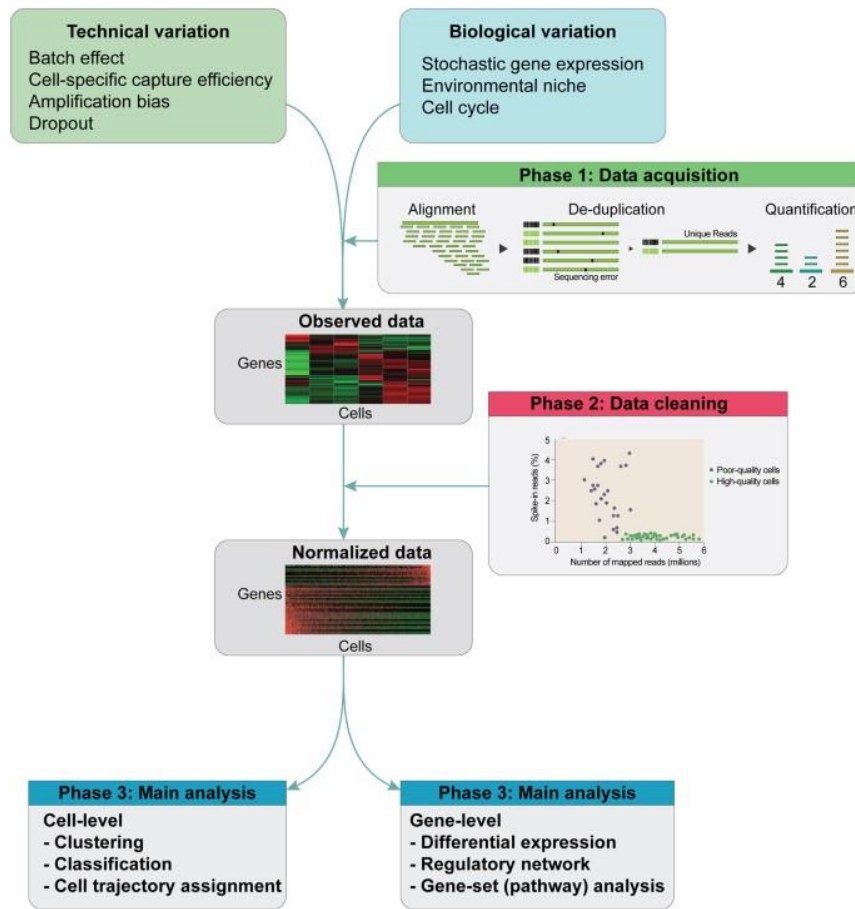 Technical variation
Batch effect
Cell-specific capture efficiency
Amplification bias
Dropout
Biological variation
Stochastic gene expression
Environmental niche
Cell cycle
Phase 1: Data acquisition
Alignment
De-duplication
Quantification
Unique Reads
Sequencing error
4
2
6
Observed data
Genes
Cells
Phase 2: Data cleaning
Spike-in reads (%)
5
4
3
2
1
0
0
1
2
3
4
5
6
Number of mapped reads (millions)
Poor-quality cells
High-quality cells
Normalized data
Genes
Cells
Phase 3: Main analysis
Cell-level
- Clustering
- Classification
- Cell trajectory assignment
Phase 3: Main analysis
Gene-level
- Differential expression
- Regulatory network
- Gene-set (pathway) analysis